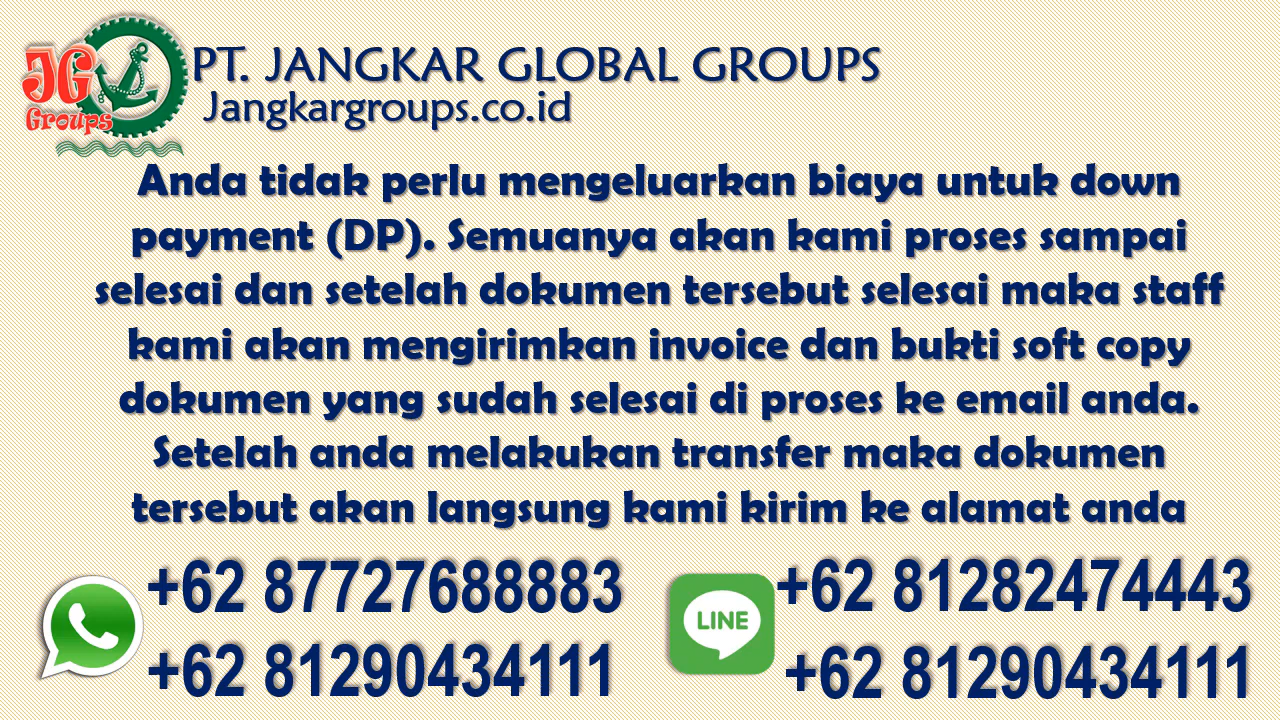 JG
Groups
PT. JANGKAR GLOBAL GROUPS
Jangkargroups.co.id
Anda tidak perlu mengeluarkan biaya untuk down
payment (DP). Semuanya akan kami proses sampai
selesai dan setelah dokumen tersebut selesai maka staff
kami akan mengirimkan invoice dan bukti soft copy
dokumen yang sudah selesai di proses ke email anda.
Setelah anda melakukan transfer maka dokumen
tersebut akan langsung kami kirim ke alamat anda
+62 87727688883
+62 81290434111
LINE
+62 81282474443
+62 81290434111